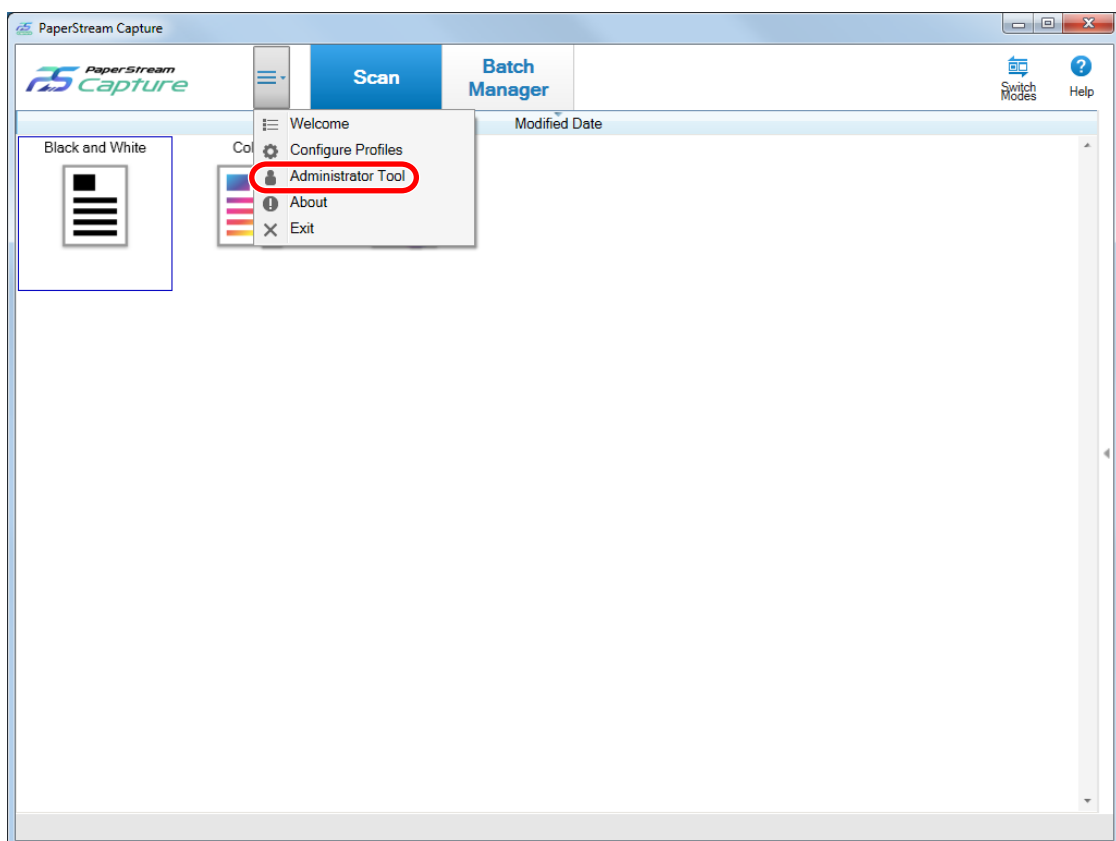 PaperStream Capture
PaperStream
Capture
Scan
Batch
Manager
Switch
Modes
Help
Modified Date
Welcome
Configure Profiles
Administrator Tool
About
Exit
Black and White
Col